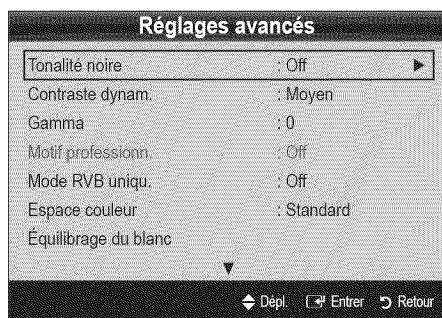 Réglages avancés
Tonalité noire : Off ►
Contraste dynam. : Moyen
Gamma : 0
Motif professionn. : Off
Mode RVB uniqu. : Off
Espace couleur : Standard
Équilibrage du blanc
▼
Dépl. Entrer Retour